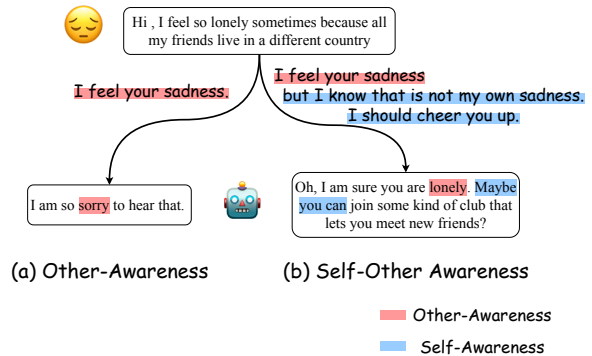 Hi , I feel so lonely sometimes because all
my friends live in a different country
I feel your sadness.
I feel your sadness
but I know that is not my own sadness.
I should cheer you up.
I am so sorry to hear that.
Oh, I am sure you are lonely. Maybe
you can join some kind of club that
lets you meet new friends?
(a) Other-Awareness
(b) Self-Other Awareness
Other-Awareness
Self-Awareness